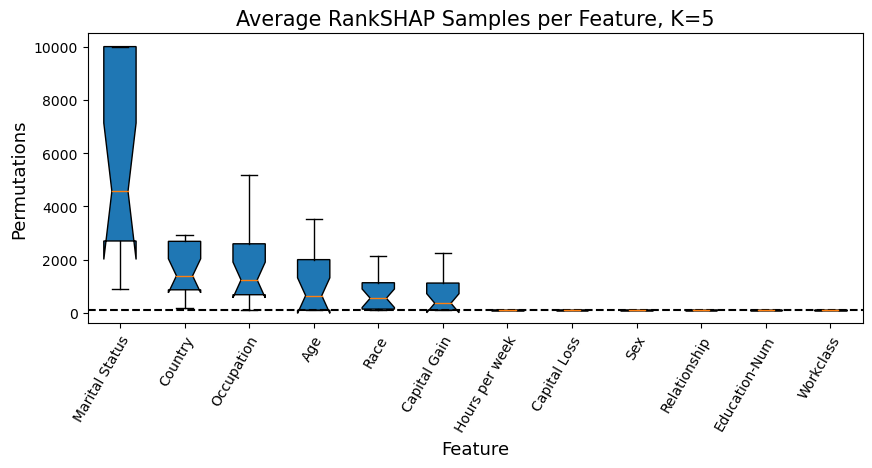 Average RankSHAP Samples per Feature, K=5
Permutations
10000
8000
6000
4000
2000
0
Marital Status
Country
Occupation
Age
Race
Capital Gain
Hours per week
Capital Loss
Sex
Relationship
Education-Num
Workclass
Feature